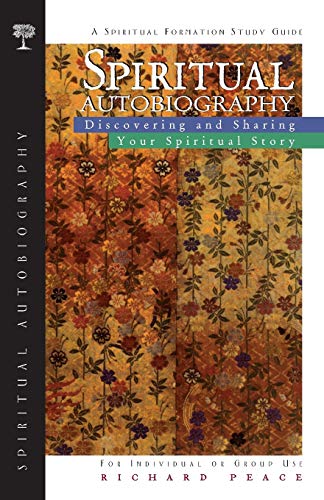 A Spiritual Formation Study Guide
Spiritual
Autobiography
Discovering and Sharing
Your Spiritual Story
For Individual or Group Use
Richard Peace
Spiritual Autobiography